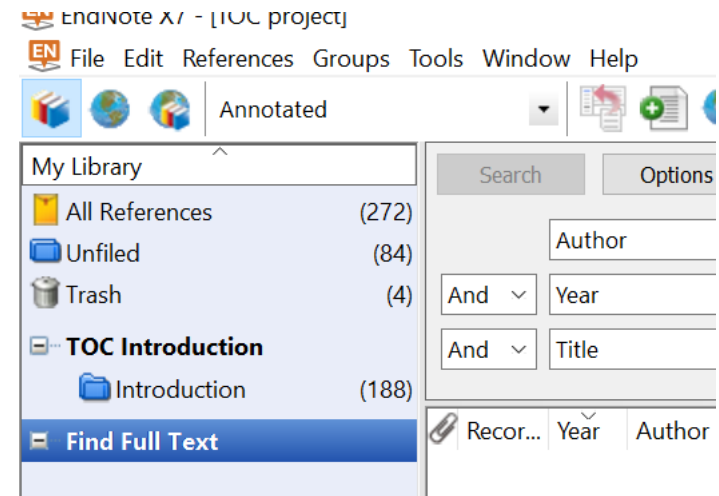 EndNote X7 - [TOC project]
EN File Edit References Groups Tools Window Help
Annotated
My Library
Search Options
All References (272)
Author
Unfiled (84)
Trash (4)
And Year
TOC Introduction
And Title
Introduction (188)
Find Full Text
Recor... Year Author